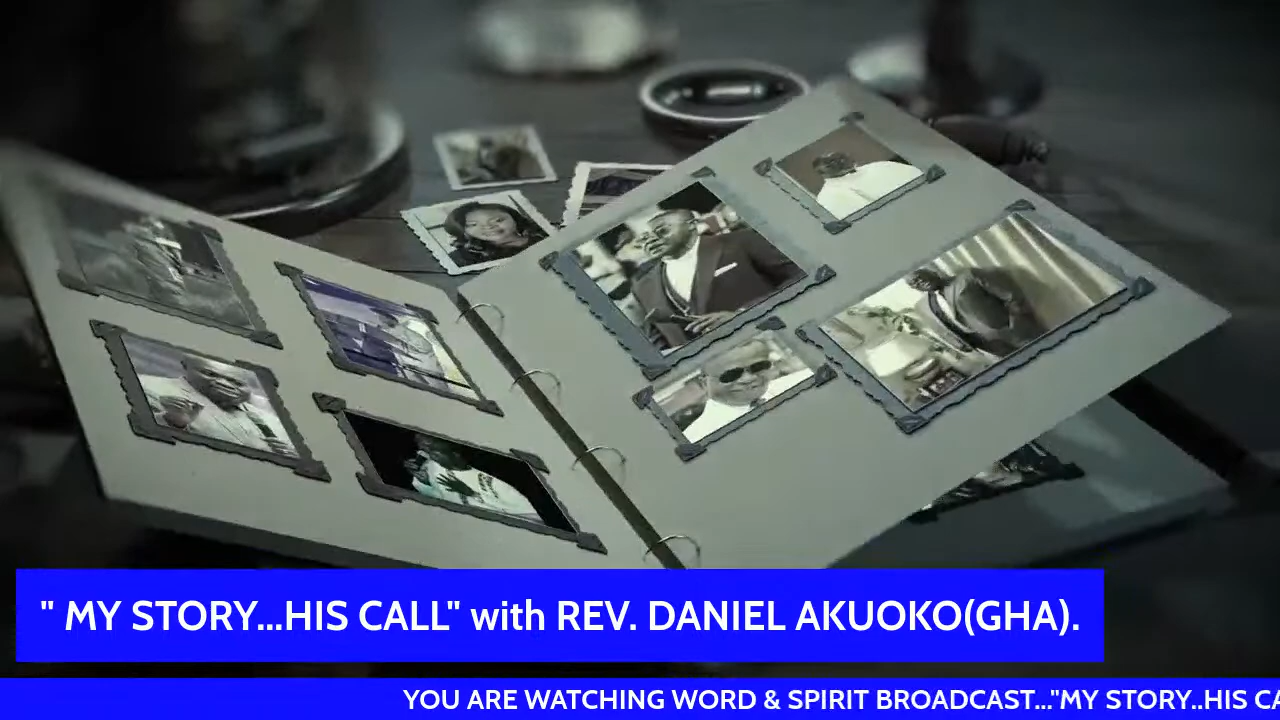 " MY STORY...HIS CALL" with REV. DANIEL AKUOKO(GHA).
YOU ARE WATCHING WORD & SPIRIT BROADCAST..."MY STORY..HIS CA